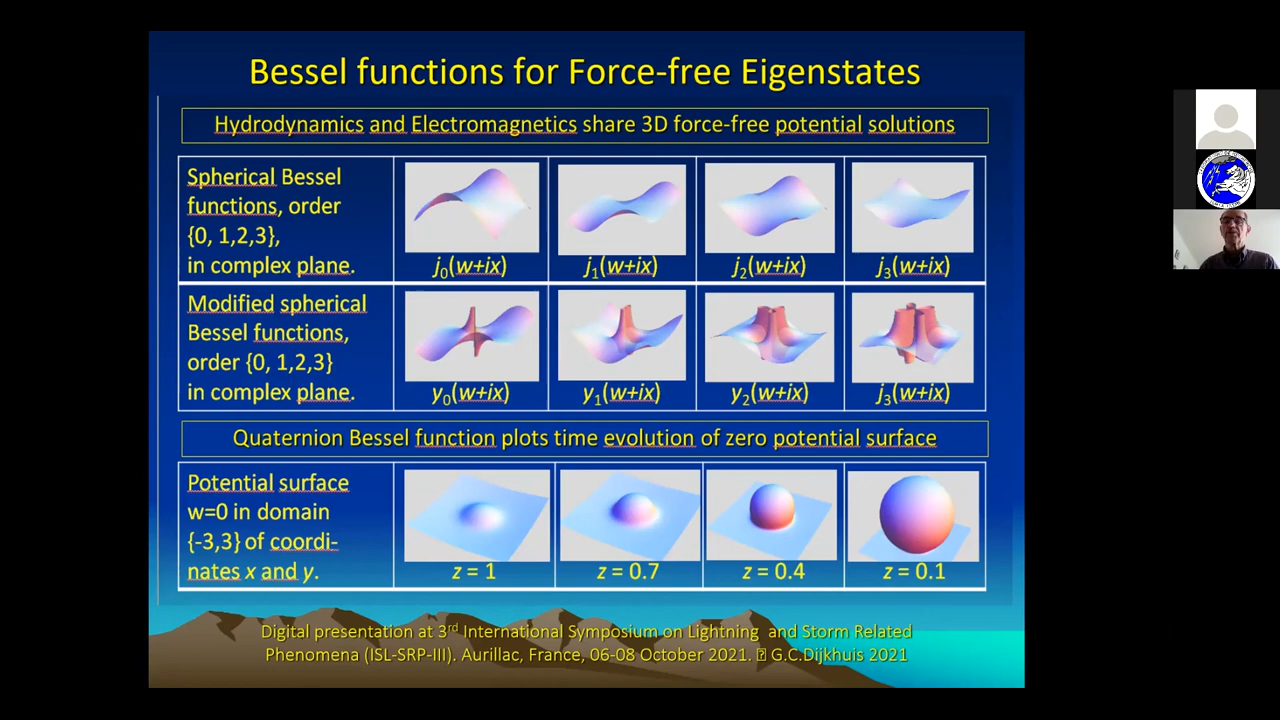 Bessel functions for Force-free Eigenstates
Hydrodynamics and Electromagnetics share 3D force-free potential solutions
Spherical Bessel
functions, order
{0, 1,2,3},
in complex plane.
j₀(w+ix)
j₁(w+ix)
j₂(w+ix)
j₃(w+ix)
Modified spherical
Bessel functions,
order {0, 1,2,3}
in complex plane.
y₀(w+ix)
y₁(w+ix)
y₂(w+ix)
j₃(w+ix)
Quaternion Bessel function plots time evolution of zero potential surface
Potential surface
w=0 in domain
{-3,3} of coordi-
nates x and y.
z = 1
z = 0.7
z = 0.4
z = 0.1
Digital presentation at 3rd International Symposium on Lightning and Storm Related
Phenomena (ISL-SRP-III). Aurillac, France, 06-08 October 2021. G.C.Dijkhuis 2021